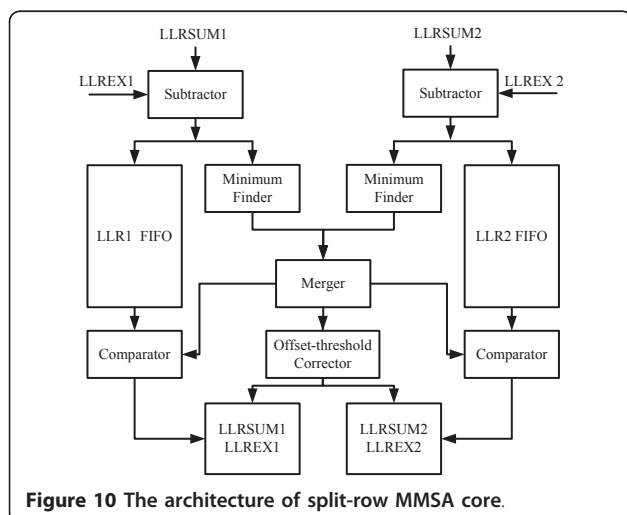 LLRSUM1
LLRSUM2
LLREX1
LLREX 2
Subtractor
Subtractor
LLR1 FIFO
Minimum
Finder
Minimum
Finder
LLR2 FIFO
Merger
Comparator
Offset-threshold
Corrector
Comparator
LLRSUM1
LLREX1
LLRSUM2
LLREX2
Figure 10 The architecture of split-row MMSA core.